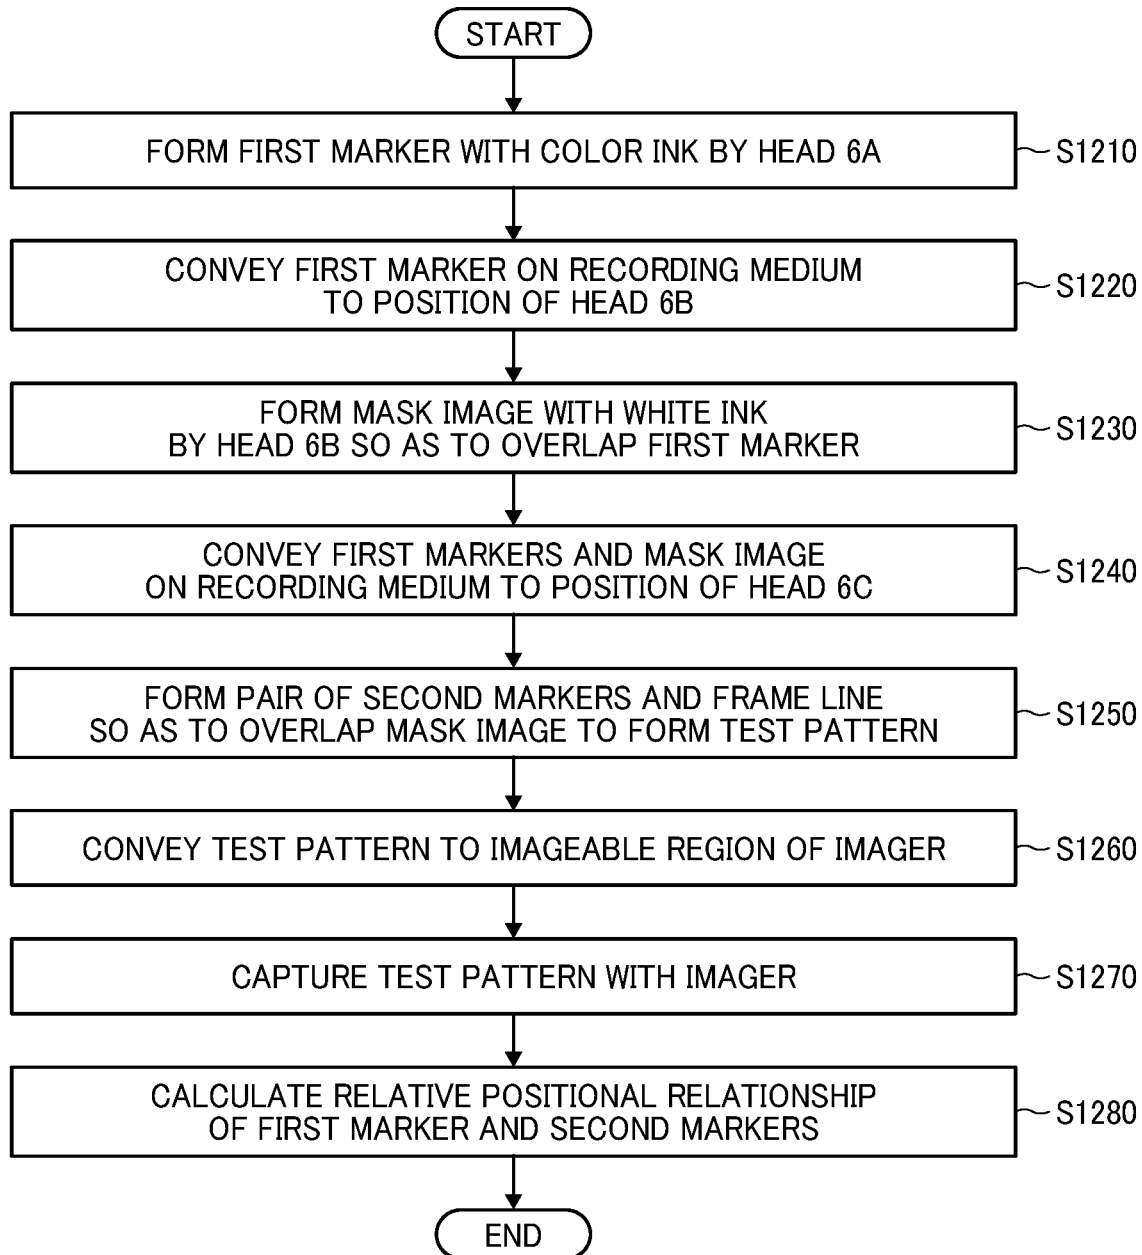 START
FORM FIRST MARKER WITH COLOR INK BY HEAD 6A
S1210
CONVEY FIRST MARKER ON RECORDING MEDIUM
TO POSITION OF HEAD 6B
S1220
FORM MASK IMAGE WITH WHITE INK
BY HEAD 6B SO AS TO OVERLAP FIRST MARKER
S1230
CONVEY FIRST MARKERS AND MASK IMAGE
ON RECORDING MEDIUM TO POSITION OF HEAD 6C
S1240
FORM PAIR OF SECOND MARKERS AND FRAME LINE
SO AS TO OVERLAP MASK IMAGE TO FORM TEST PATTERN
S1250
CONVEY TEST PATTERN TO IMAGEABLE REGION OF IMAGER
S1260
CAPTURE TEST PATTERN WITH IMAGER
S1270
CALCULATE RELATIVE POSITIONAL RELATIONSHIP
OF FIRST MARKER AND SECOND MARKERS
S1280
END